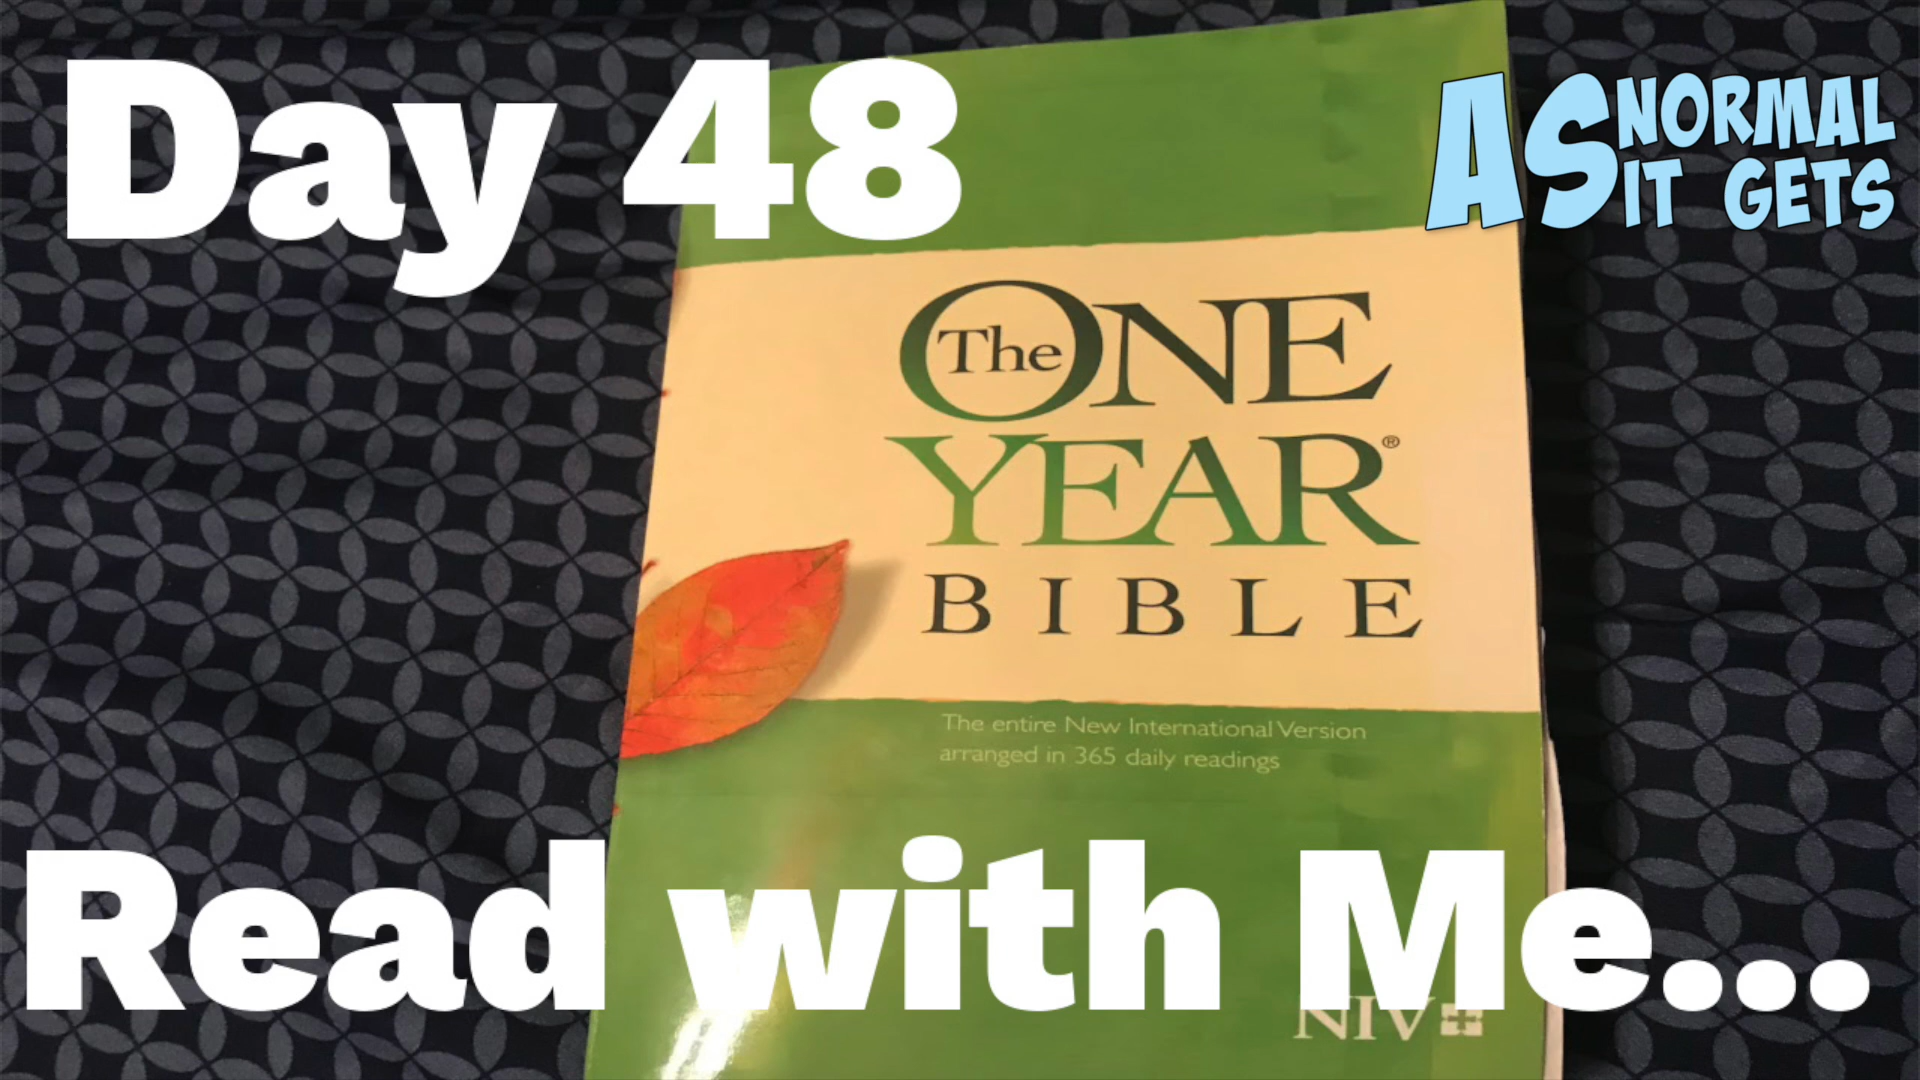 Day 48
AS NORMAL
IT GETS
The ONE
YEAR®
BIBLE
The entire New International Version
arranged in 365 daily readings
Read with Me...
NIV